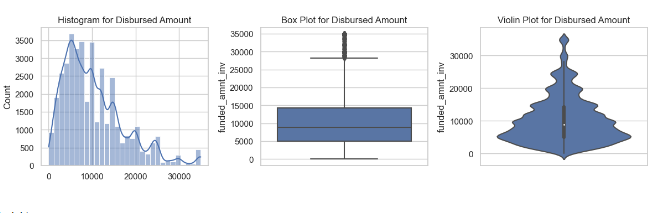 Histogram for Disbursed Amount
Count
3500
3000
2500
2000
1500
1000
500
0
0 10000 20000 30000
Box Plot for Disbursed Amount
funded_amnt_inv
35000
30000
25000
20000
15000
10000
5000
0
Violin Plot for Disbursed Amount
funded_amnt_inv
30000
20000
10000
0